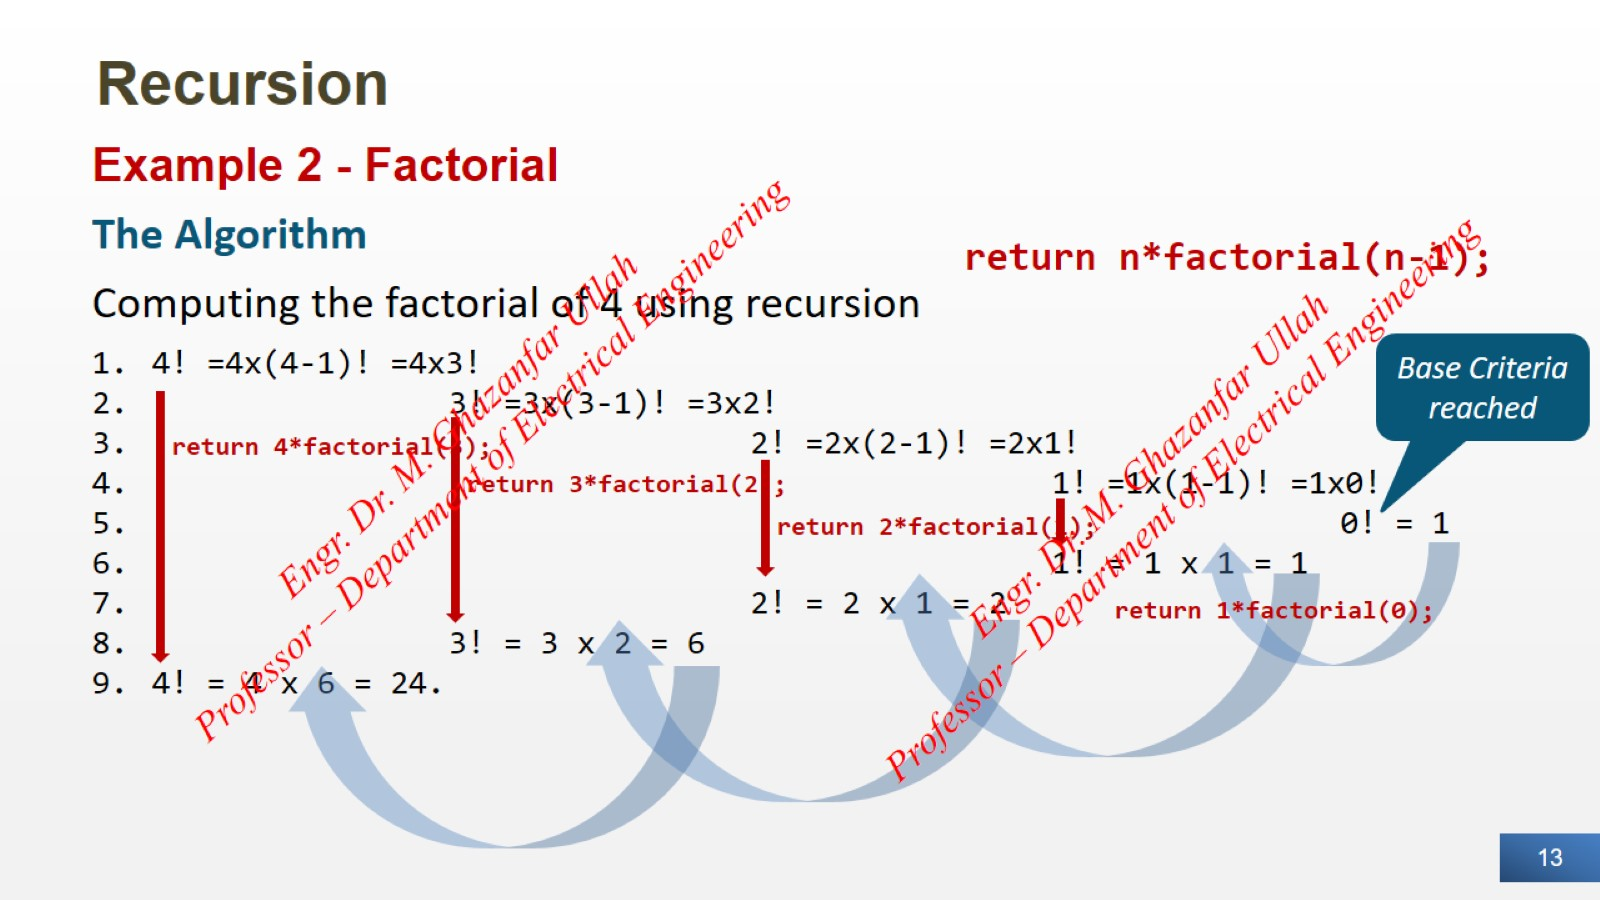 Recursion
Example 2 - Factorial
The Algorithm
return n*factorial(n-1);
Computing the factorial of 4 using recursion
Base Criteria
reached
1. 4! =4x(4-1)! =4x3!
2. 3! =3x(3-1)! =3x2!
3. 2! =2x(2-1)! =2x1!
return 4*factorial(3);
4. 1! =1x(1-1)! =1x0!
return 3*factorial(2);
5. 0! = 1
return 2*factorial(1);
6. 1! = 1 x 1 = 1
7. 2! = 2 x 1 = 2
return 1*factorial(0);
8. 3! = 3 x 2 = 6
9. 4! = 4 x 6 = 24.
Engr. Dr. M. Ghazanfar Ullah
Professor – Department of Electrical Engineering
Engr. Dr. M. Ghazanfar Ullah
Professor – Department of Electrical Engineering
13